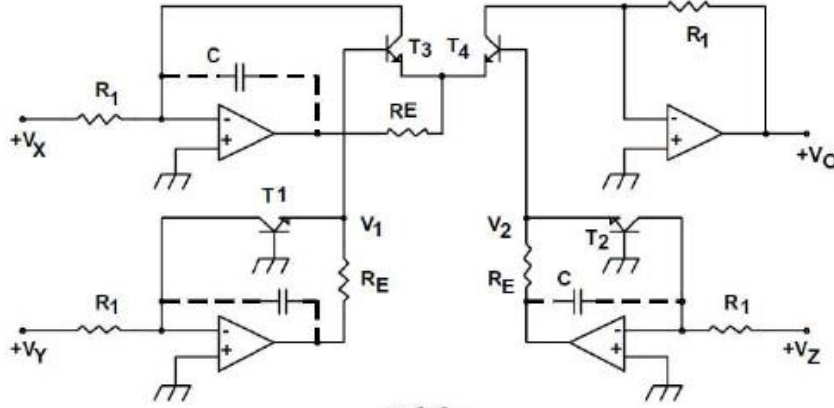 T3 T4
C
R1
R1
RE
- +
- +
+VX
+VO
T1
V1
V2
T2
R1
RE
RE
C
R1
- +
- +
+VY
+VZ